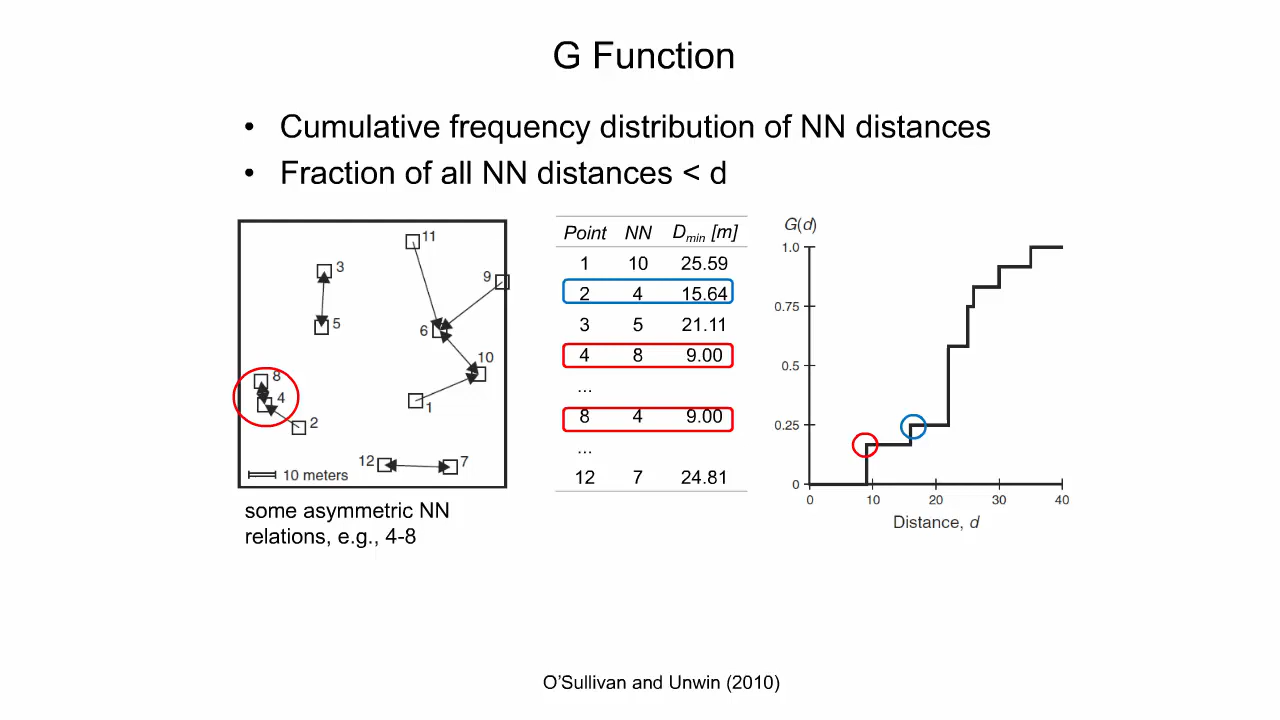 G Function
• Cumulative frequency distribution of NN distances
• Fraction of all NN distances < d
11
3
9
5
6
10
8
4
1
2
12
7
10 meters
some asymmetric NN
relations, e.g., 4-8
Point NN Dmin [m]
1 10 25.59
2 4 15.64
3 5 21.11
4 8 9.00
...
8 4 9.00
...
12 7 24.81
G(d)
1.0
0.75
0.5
0.25
0
0 10 20 30 40
Distance, d
O'Sullivan and Unwin (2010)